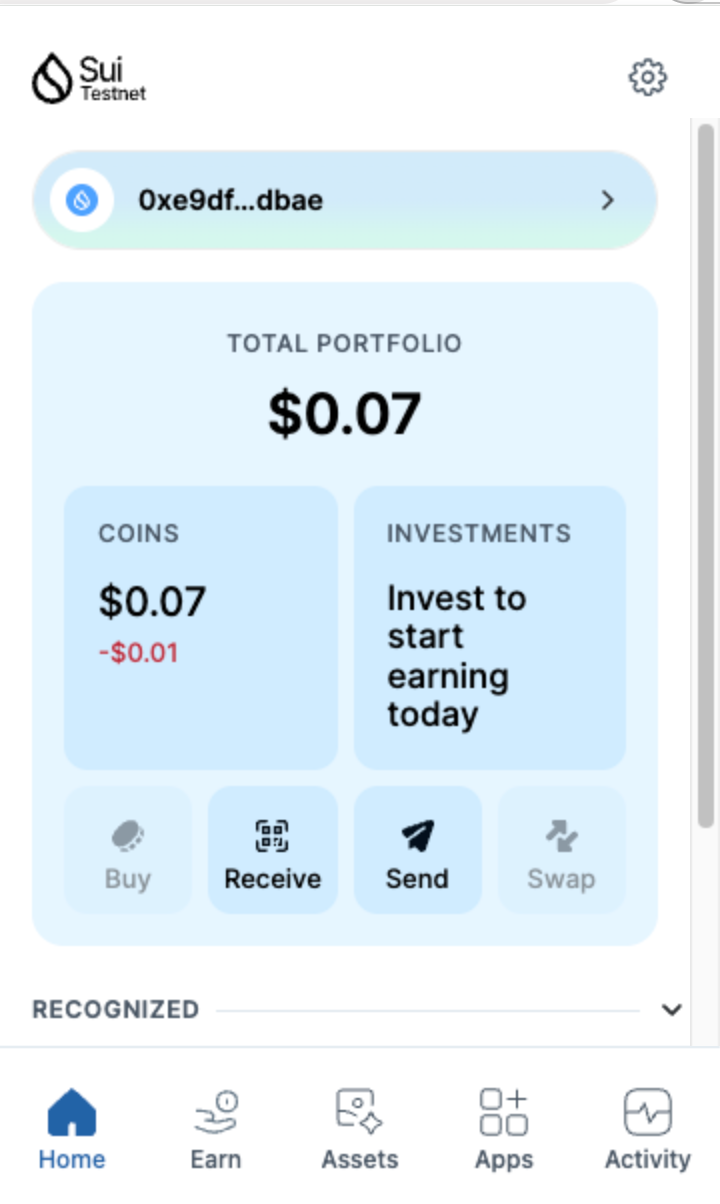 Sui
Testnet
0xe9df...dbae
TOTAL PORTFOLIO
$0.07
COINS
$0.07
-$0.01
INVESTMENTS
Invest to
start
earning
today
Buy
Receive
Send
Swap
RECOGNIZED
Home
Earn
Assets
Apps
Activity